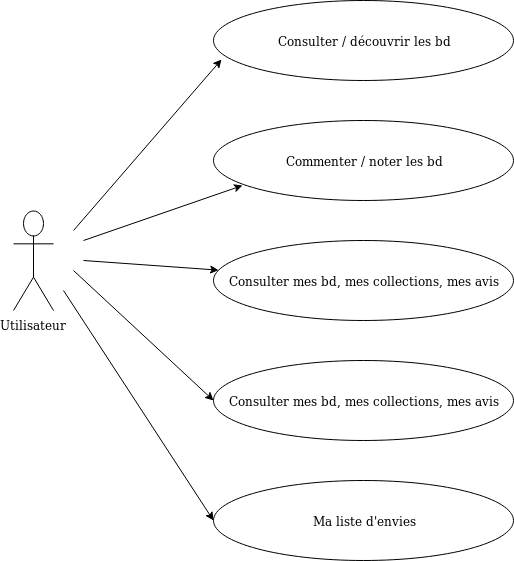 Consulter / découvrir les bd
Commenter / noter les bd
Consulter mes bd, mes collections, mes avis
Utilisateur
Consulter mes bd, mes collections, mes avis
Ma liste d'envies